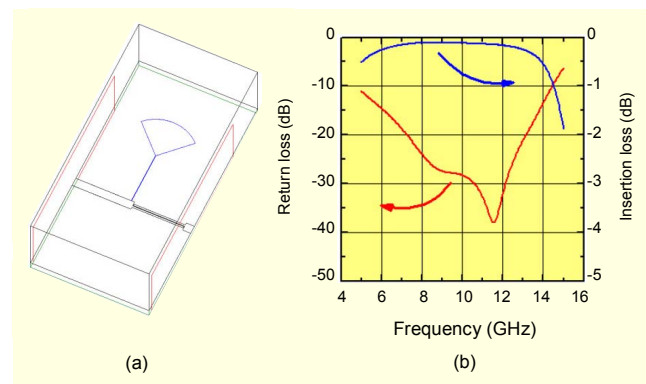 0
-10
-20
-30
-40
-50
Return loss (dB)
0
-1
-2
-3
-4
-5
Insertion loss (dB)
4 6 8 10 12 14 16
Frequency (GHz)
(a)
(b)